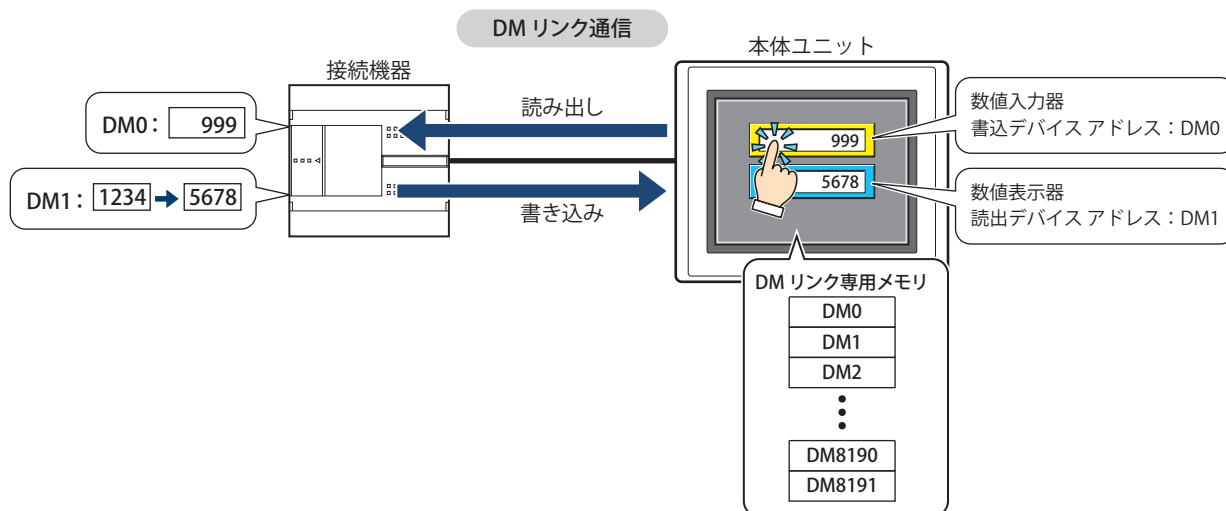 DM リンク通信
接続機器
本体ユニット
DM0： 999
DM1： 1234 → 5678
読み出し
書き込み
999
5678
数値入力器
書込デバイス アドレス：DM0
数値表示器
読出デバイス アドレス：DM1
DM リンク専用メモリ
DM0
DM1
DM2
DM8190
DM8191